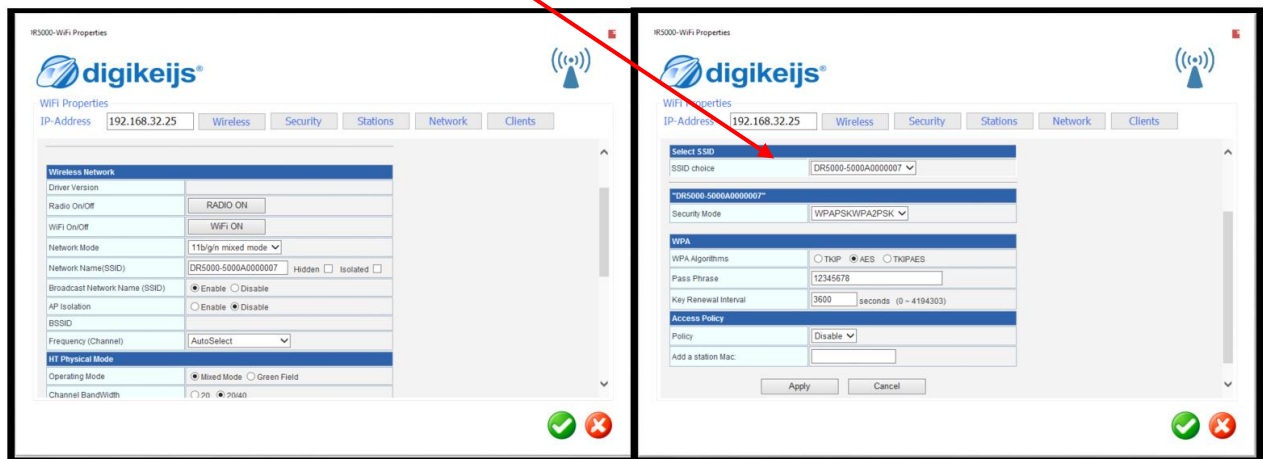 IR5000-WiFi Properties
digikeijs®
WiFi Properties
IP-Address 192.168.32.25 Wireless Security Stations Network Clients
Wireless Network
Driver Version
Radio On/Off RADIO ON
WiFi On/Off WiFi ON
Network Mode 11b/g/n mixed mode
Network Name(SSID) DR5000-5000A0000007 Hidden Isolated
Broadcast Network Name (SSID) Enable Disable
AP Isolation Enable Disable
BSSID
Frequency (Channel) AutoSelect
HT Physical Mode
Operating Mode Mixed Mode Green Field
Channel BandWidth 20 20/40
IR5000-WiFi Properties
digikeijs®
WiFi Properties
IP-Address 192.168.32.25 Wireless Security Stations Network Clients
Select SSID
SSID choice DR5000-5000A0000007
"DR5000-5000A0000007"
Security Mode WPAPSKWPA2PSK
WPA
WPA Algorithms TKIP AES TKIPAES
Pass Phrase 12345678
Key Renewal Interval 3600 seconds (0 ~ 4194303)
Access Policy
Policy Disable
Add a station Mac:
Apply Cancel